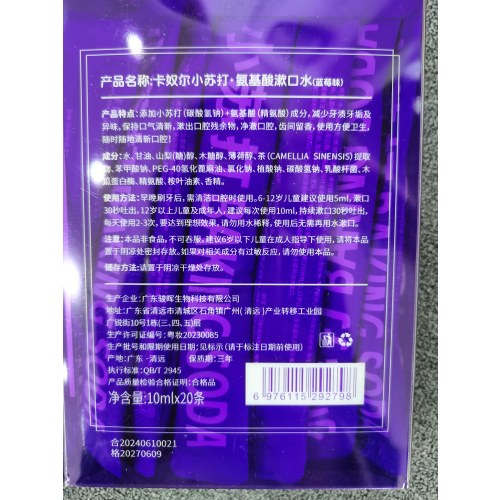 产品名称:卡奴尔小苏打·氨基酸漱口水(蓝莓味)
产品特点:添加小苏打(碳酸氢钠)+氨基酸(精氨酸)成分,减少牙渍牙垢及
异味,保持口气清新,漱出口腔残余物,净漱口腔,齿间留香,使用方便卫生,
随时随地清新口腔!
成分:水、甘油、山梨(糖)醇、木糖醇、薄荷醇、茶(CAMELLIA SINENSIS)提取
物、苯甲酸钠、PEG-40氢化蓖麻油、氯化钠、植酸钠、碳酸氢钠、乳酸杆菌、木
瓜蛋白酶、精氨酸、桉叶油素、香精。
使用方法:早晚刷牙后,需清洁口腔时使用。6-12岁儿童建议使用5ml,漱口
30秒吐出,12岁以上儿童及成年人,建议每次使用10ml,持续漱口30秒吐出,
每天使用2-3次,要达到理想效果,请勿用水稀释,使用后无需再用水漱口。
注意:本品非食品,不可吞服,建议6岁以下儿童在成人指导下使用,请将本品
置于阴凉处密封存放。如果对相关成分有过敏反应,请勿使用本品。
储存方法:请置于阴凉干燥处存放。
生产企业:广东骏晖生物科技有限公司
地址:广东省清远市清城区石角镇广州(清远)产业转移工业园
广锐街10号1栋(三、四、五)层
生产许可证编号:粤妆20230085
生产批号和限期使用日期:见标示(请于标注日期前使用)
产地:广东·清远 保质期:三年
执行标准:QB/T 2945
产品质量检验合格证明:合格品
净含量:10mlx20条
6 976115 292798
合20240610021
格20270609